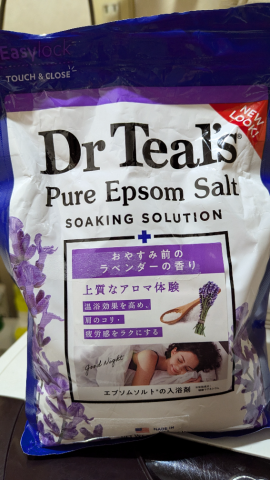 Easylock
TOUCH & CLOSE
NEW
LOOK!
Dr Teal's®
Pure Epsom Salt
SOAKING SOLUTION
+
おやすみ前の
ラベンダーの香り
上質なアロマ体験
温浴効果を高め、
肩のコリ・
疲労感をラクにする
Good Night!
エプソムソルト*の入浴剤
MADE IN